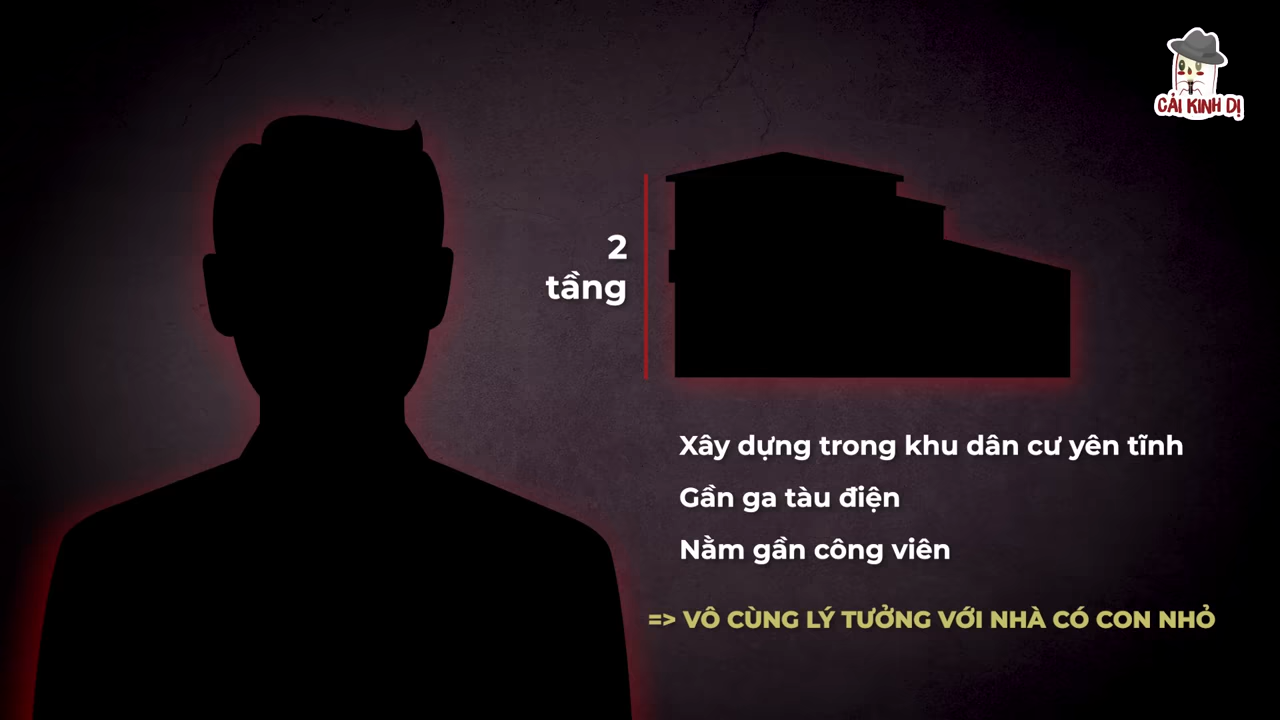 CẢI KINH DỊ
2
tầng
Xây dựng trong khu dân cư yên tĩnh
Gần ga tàu điện
Nằm gần công viên
=> VÔ CÙNG LÝ TƯỞNG VỚI NHÀ CÓ CON NHỎ